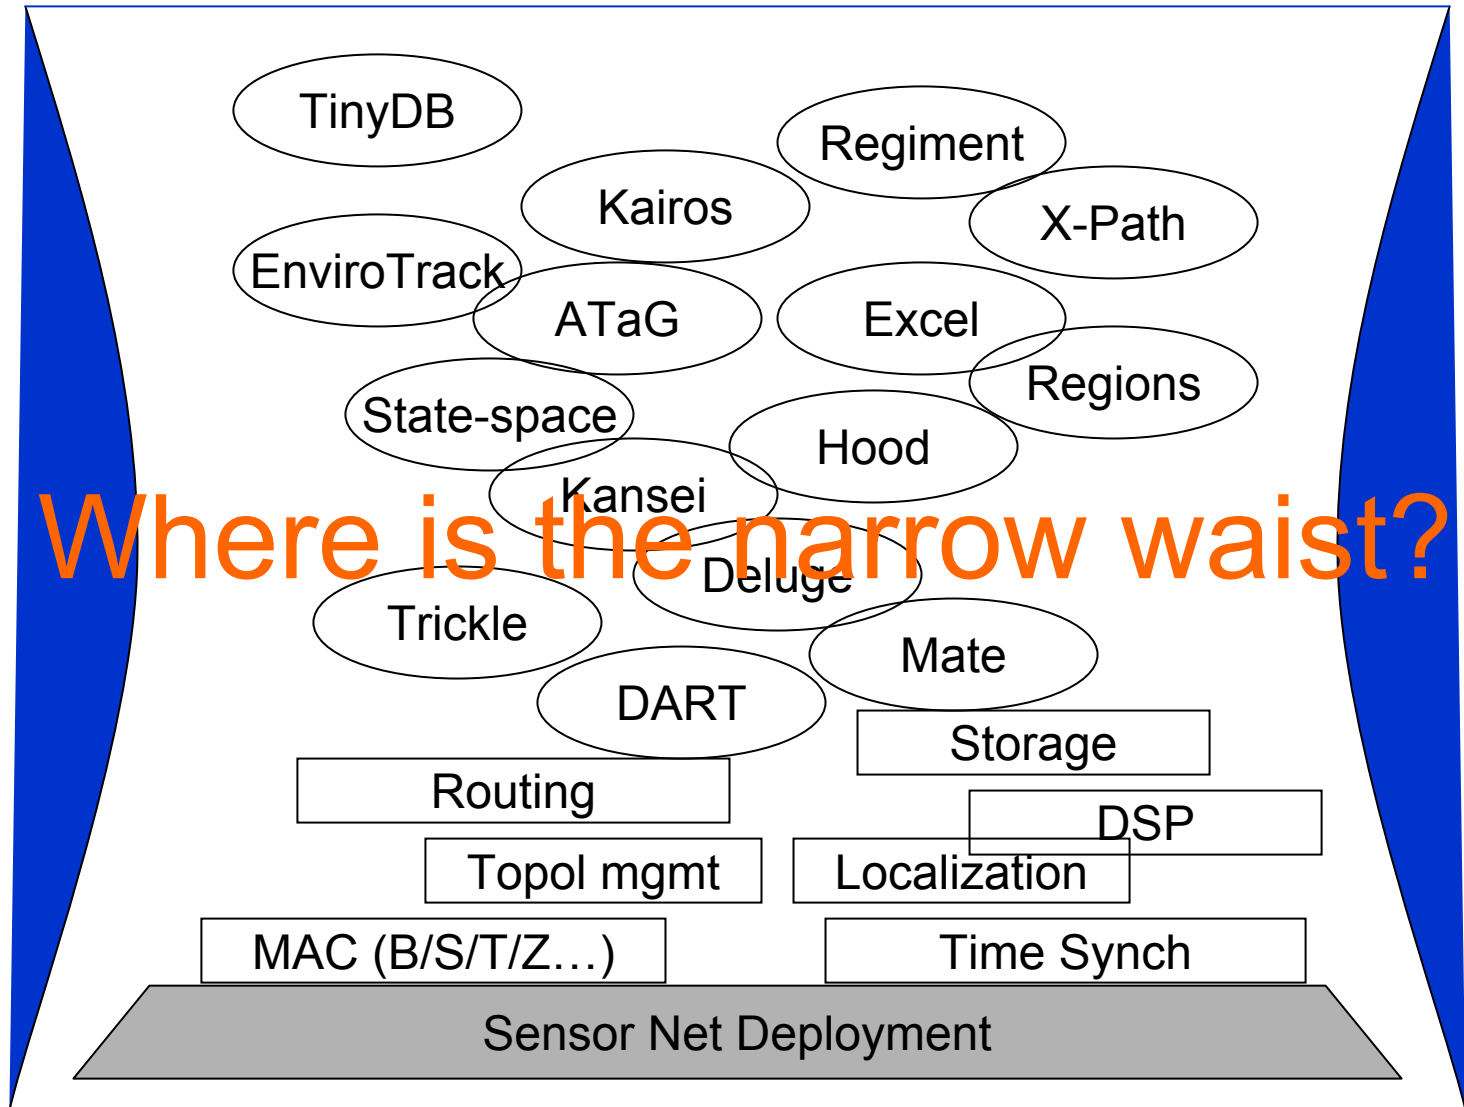 TinyDB
Regiment
Kairos
X-Path
EnviroTrack
ATaG
Excel
Regions
State-space
Hood
Kansei
Where is the narrow waist?
Deluge
Trickle
Mate
DART
Storage
Routing
DSP
Topol mgmt
Localization
MAC (B/S/T/Z…)
Time Synch
Sensor Net Deployment